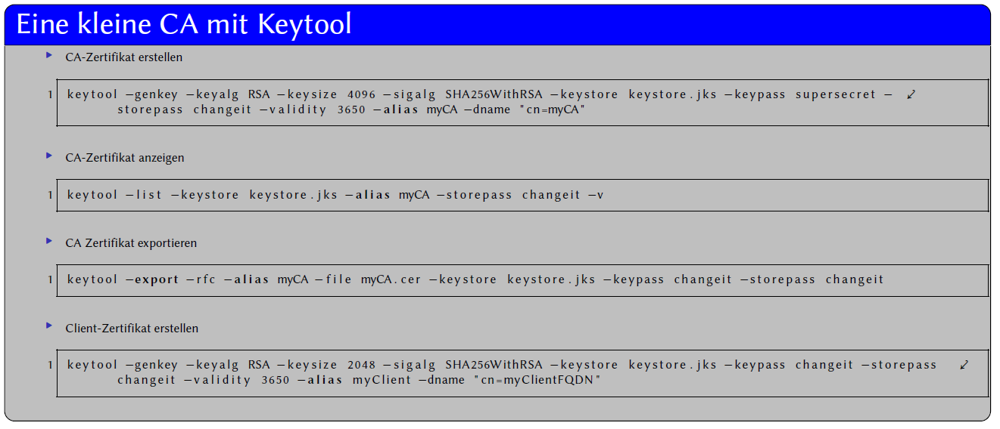 Eine kleine CA mit Keytool
CA-Zertifikat erstellen
1 keytool −genkey −keyalg RSA −keysize 4096 −sigalg SHA256WithRSA −keystore keystore.jks −keypass supersecret −
storepass changeit −validity 3650 −alias myCA −dname "cn=myCA"
CA-Zertifikat anzeigen
1 keytool −list −keystore keystore.jks −alias myCA −storepass changeit −v
CA Zertifikat exportieren
1 keytool −export −rfc −alias myCA −file myCA.cer −keystore keystore.jks −keypass changeit −storepass changeit
Client-Zertifikat erstellen
1 keytool −genkey −keyalg RSA −keysize 2048 −sigalg SHA256WithRSA −keystore keystore.jks −keypass changeit −storepass
changeit −validity 3650 −alias myClient −dname "cn=myClientFQDN"